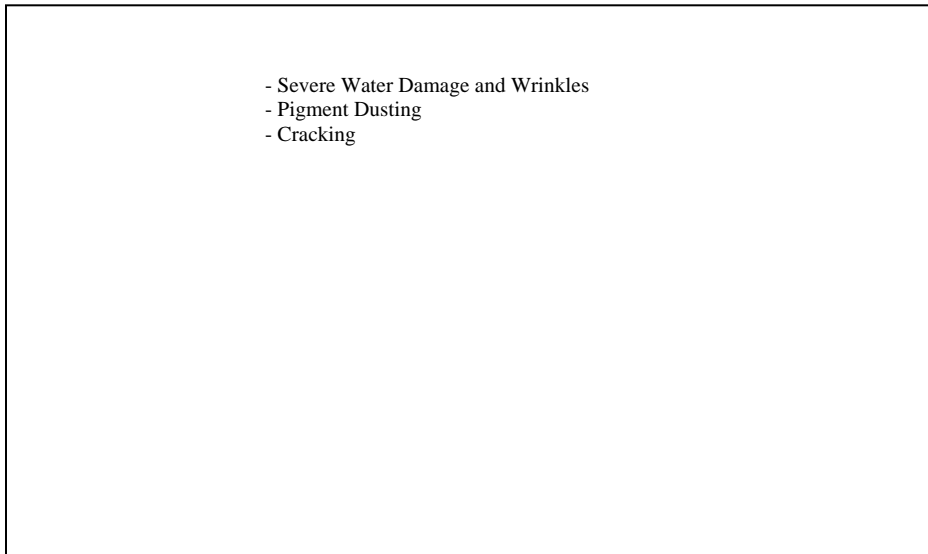 - Severe Water Damage and Wrinkles
- Pigment Dusting
- Cracking